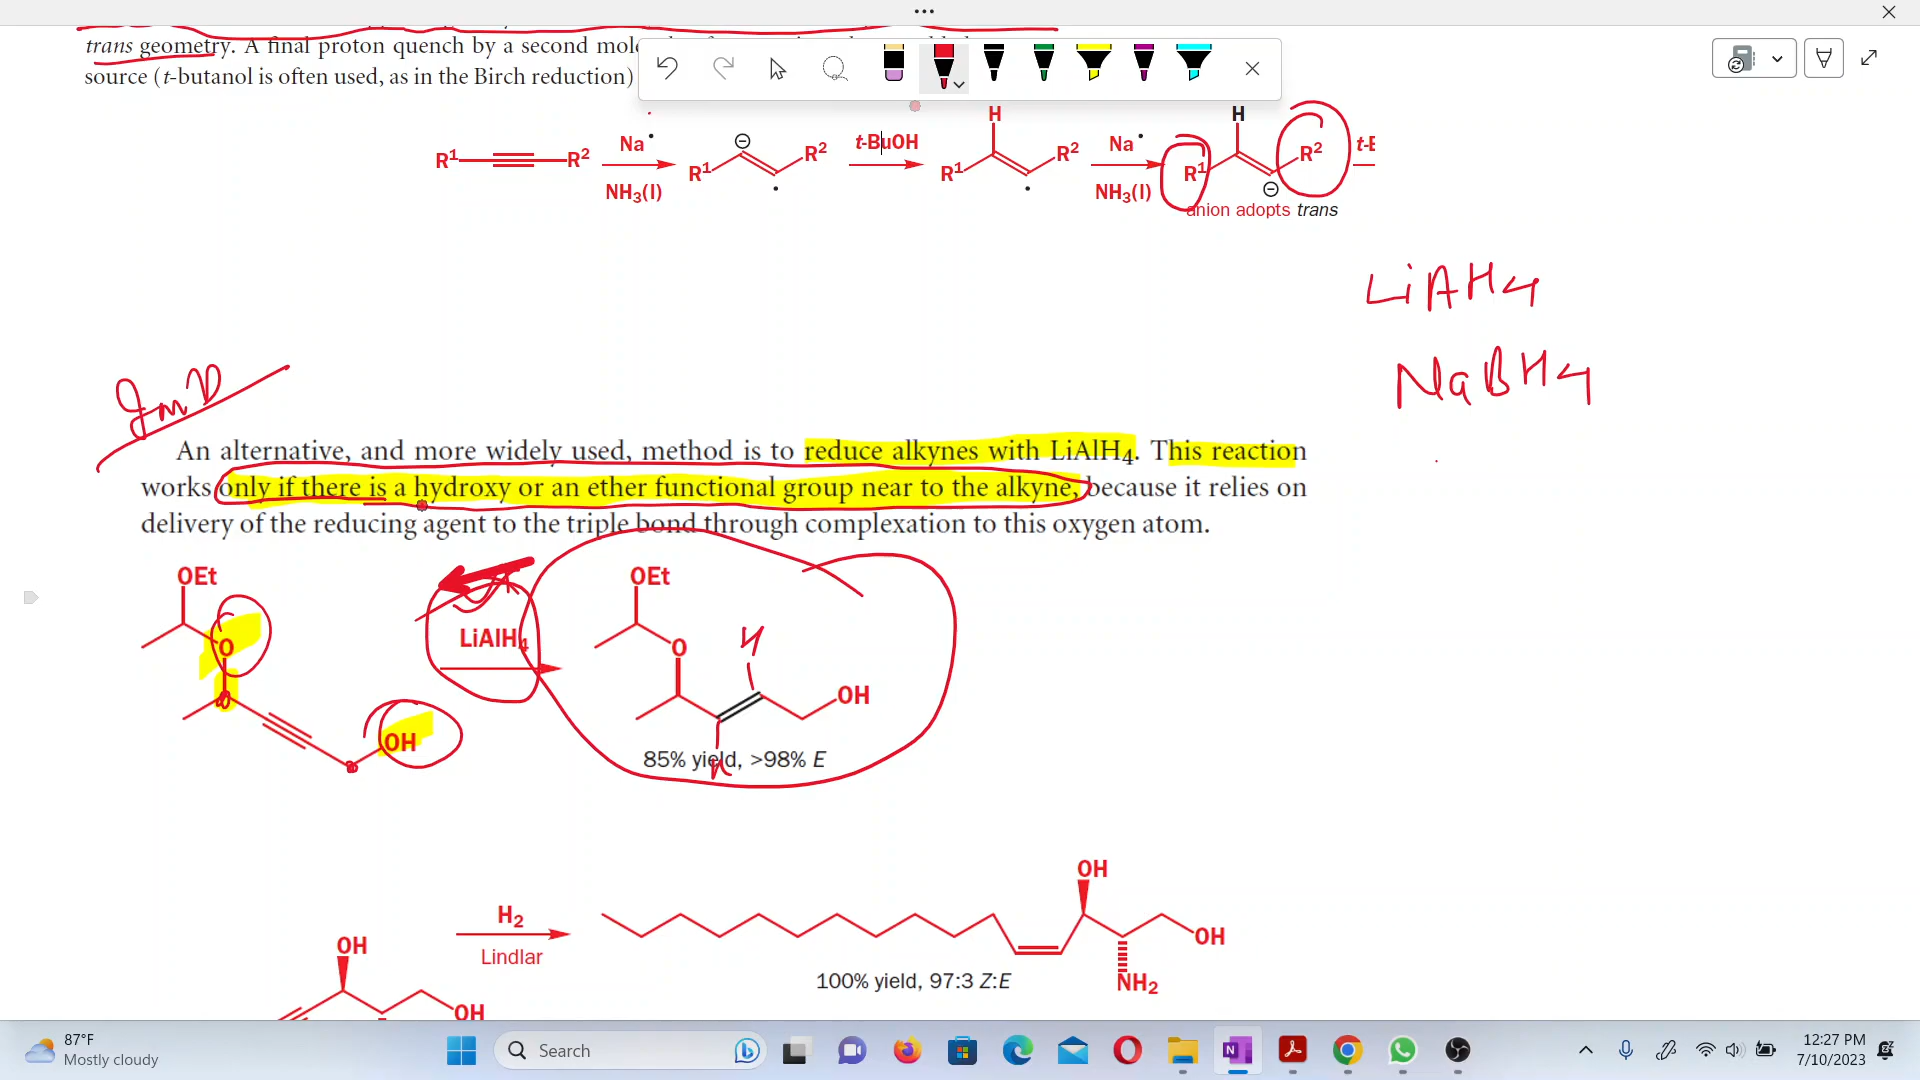 trans geometry. A final proton quench by a second mol
source (t-butanol is often used, as in the Birch reduction)
R1 R2
Na•
NH3(l)
⊖
R1 R2
t-BuOH
H
R1 R2
Na•
NH3(l)
H
R1 R2
⊖
t-B
anion adopts trans
LiAH4
NaBH4
ImP
An alternative, and more widely used, method is to reduce alkynes with LiAlH4. This reaction
works only if there is a hydroxy or an ether functional group near to the alkyne, because it relies on
delivery of the reducing agent to the triple bond through complexation to this oxygen atom.
OEt
O
OH
LiAlH4
OEt
H
O
OH
85% yield, >98% E
H
OH
OH
H2
Lindlar
OH
OH
NH2
100% yield, 97:3 Z:E
87°F
Mostly cloudy
Search
12:27 PM
7/10/2023